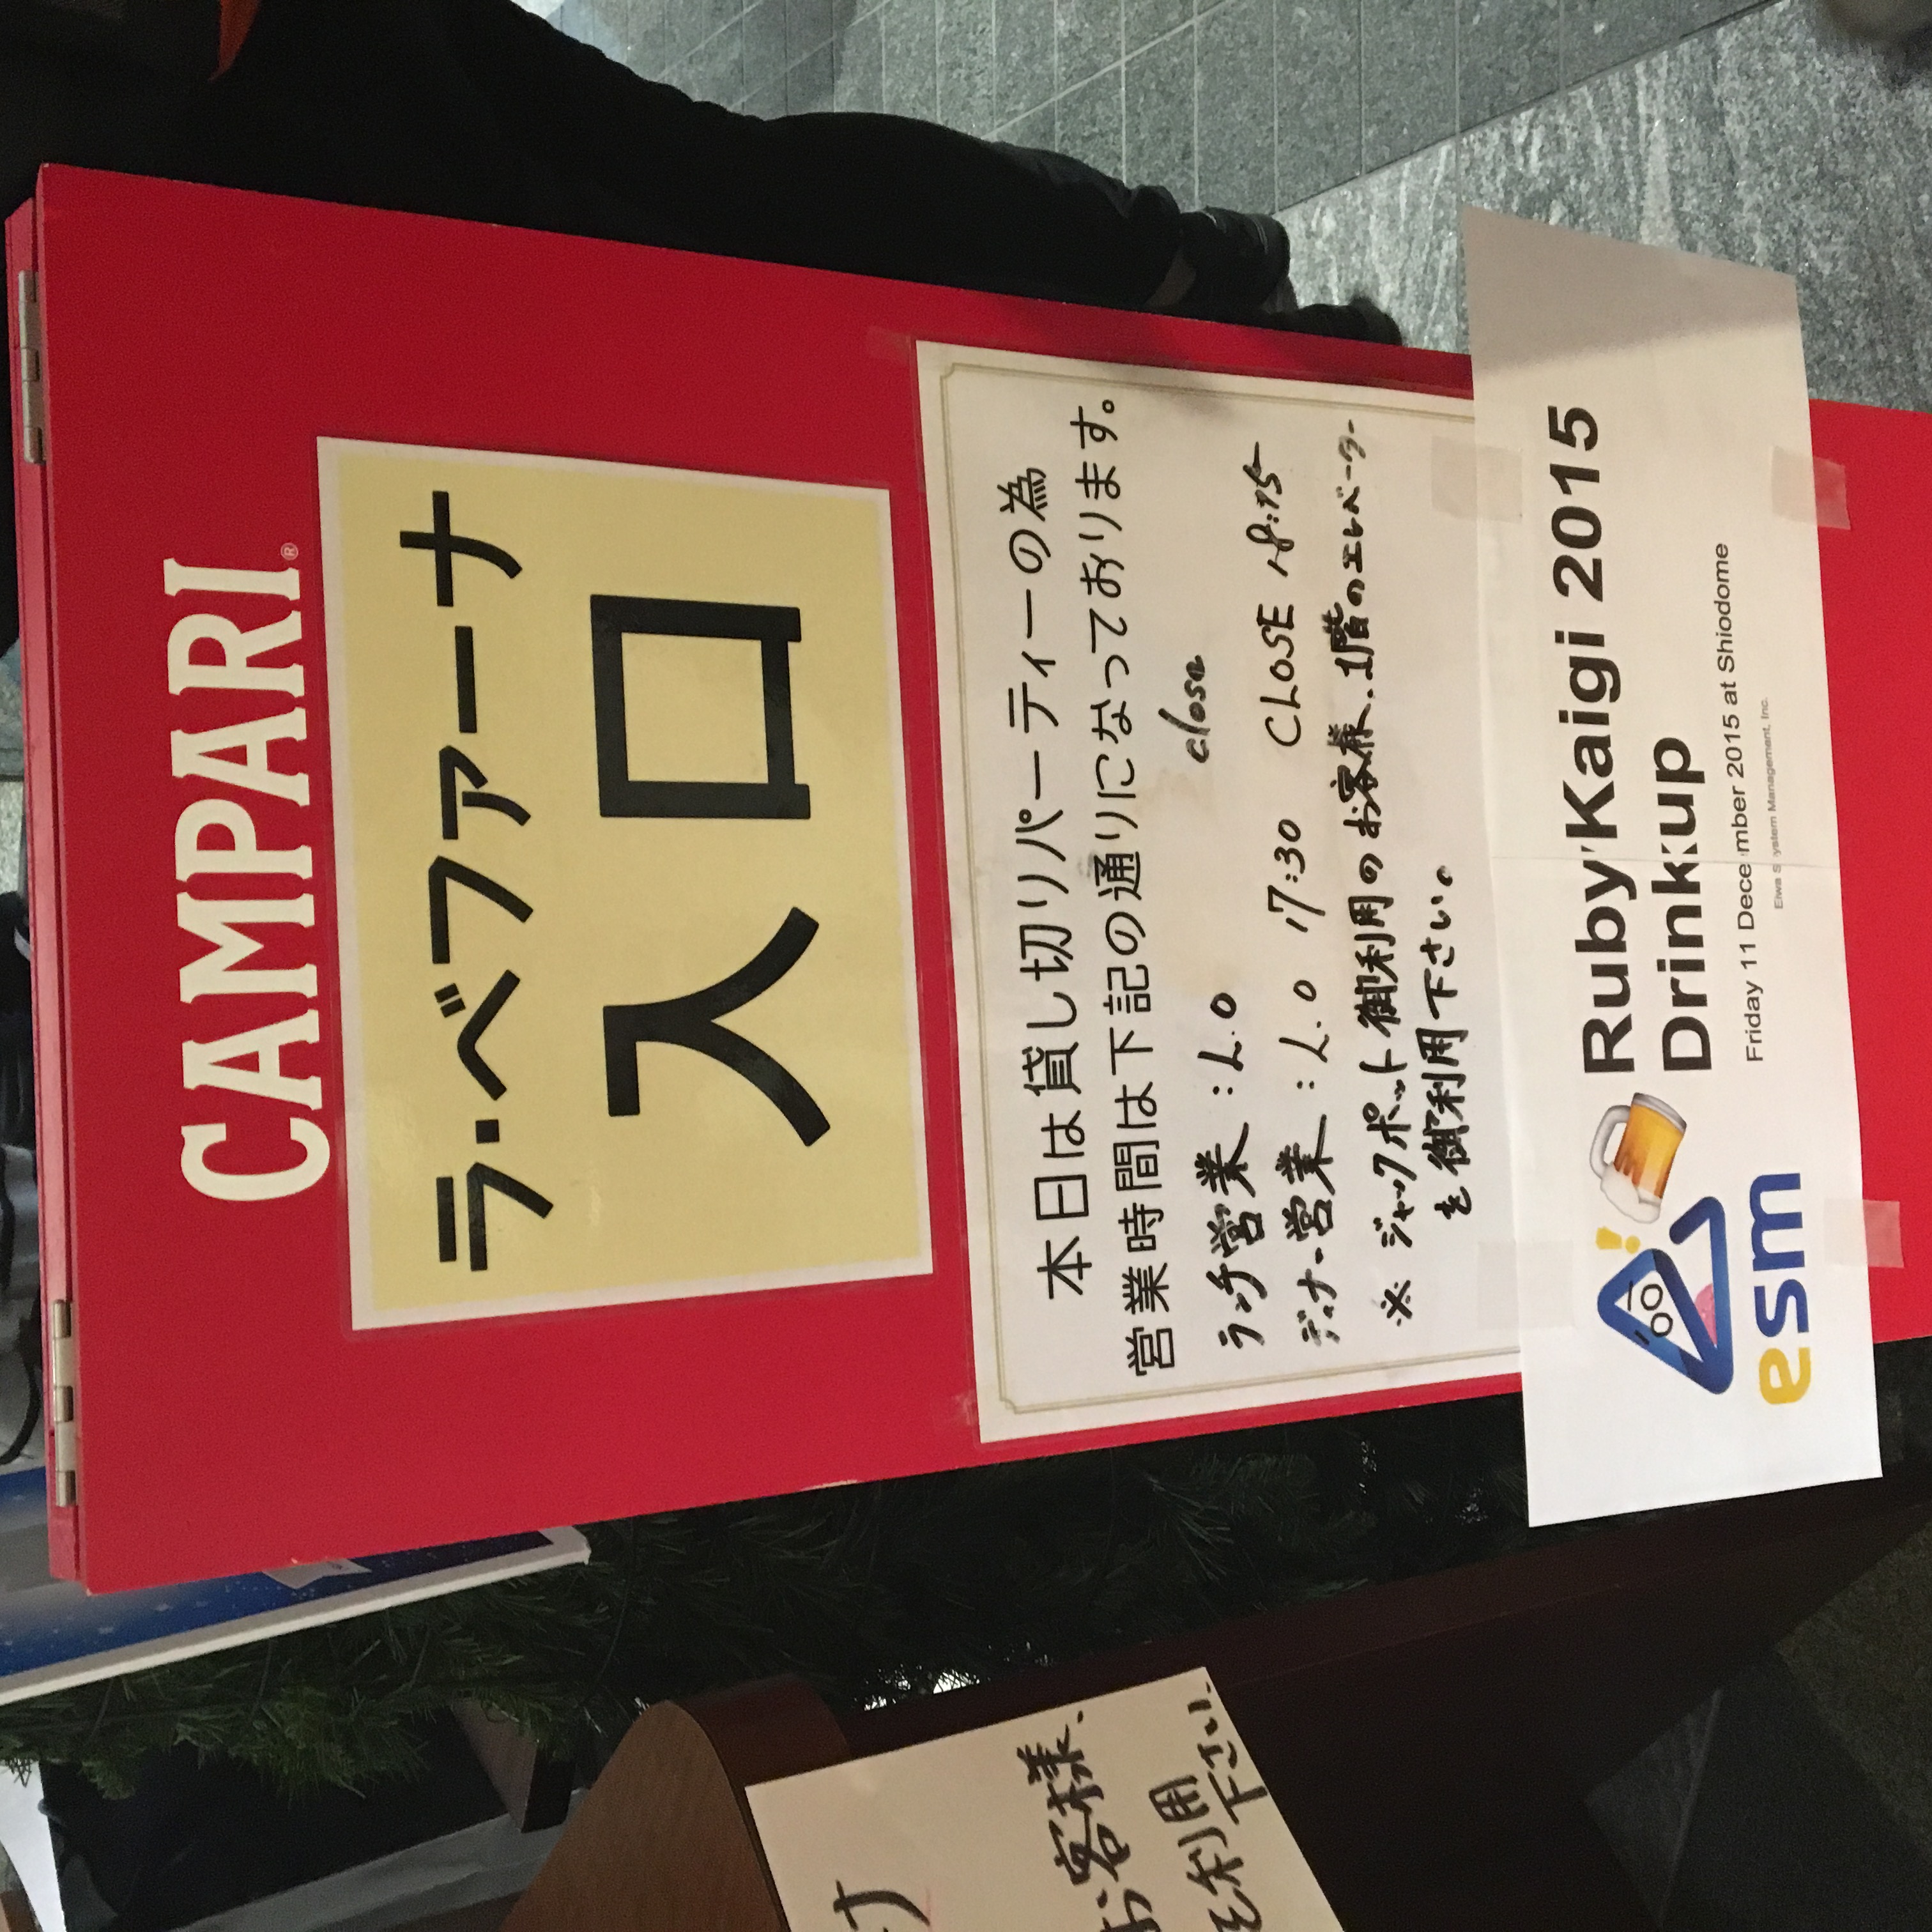 CAMPARI®
ラ・ベファーナ
入口
本日は貸し切りパーティーの為
営業時間は下記の通りになっております。
ランチ営業 : L.O close
ディナー営業 : L.O 17:30 CLOSE 18:15
※ ジャックポット御利用のお客様、1階のエレベーター
を御利用下さい。
RubyKaigi 2015
Drinkup
Friday 11 December 2015 at Shiodome
Eiwa System Management, Inc.
esm
ナ
お客様、
を利用
下さい。